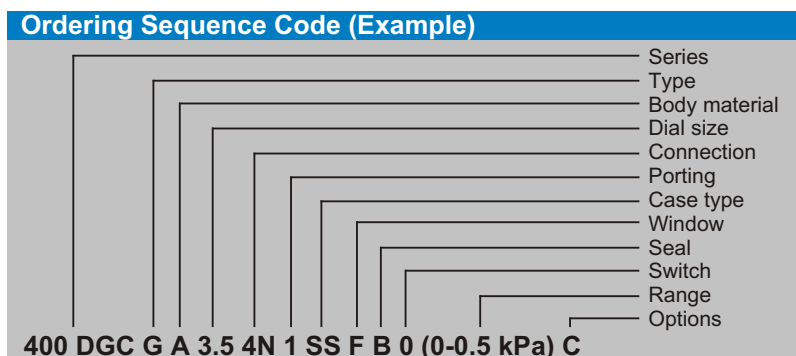 Ordering Sequence Code (Example)
Series
Type
Body material
Dial size
Connection
Porting
Case type
Window
Seal
Switch
Range
Options
400 DGC G A 3.5 4N 1 SS F B 0 (0-0.5 kPa) C